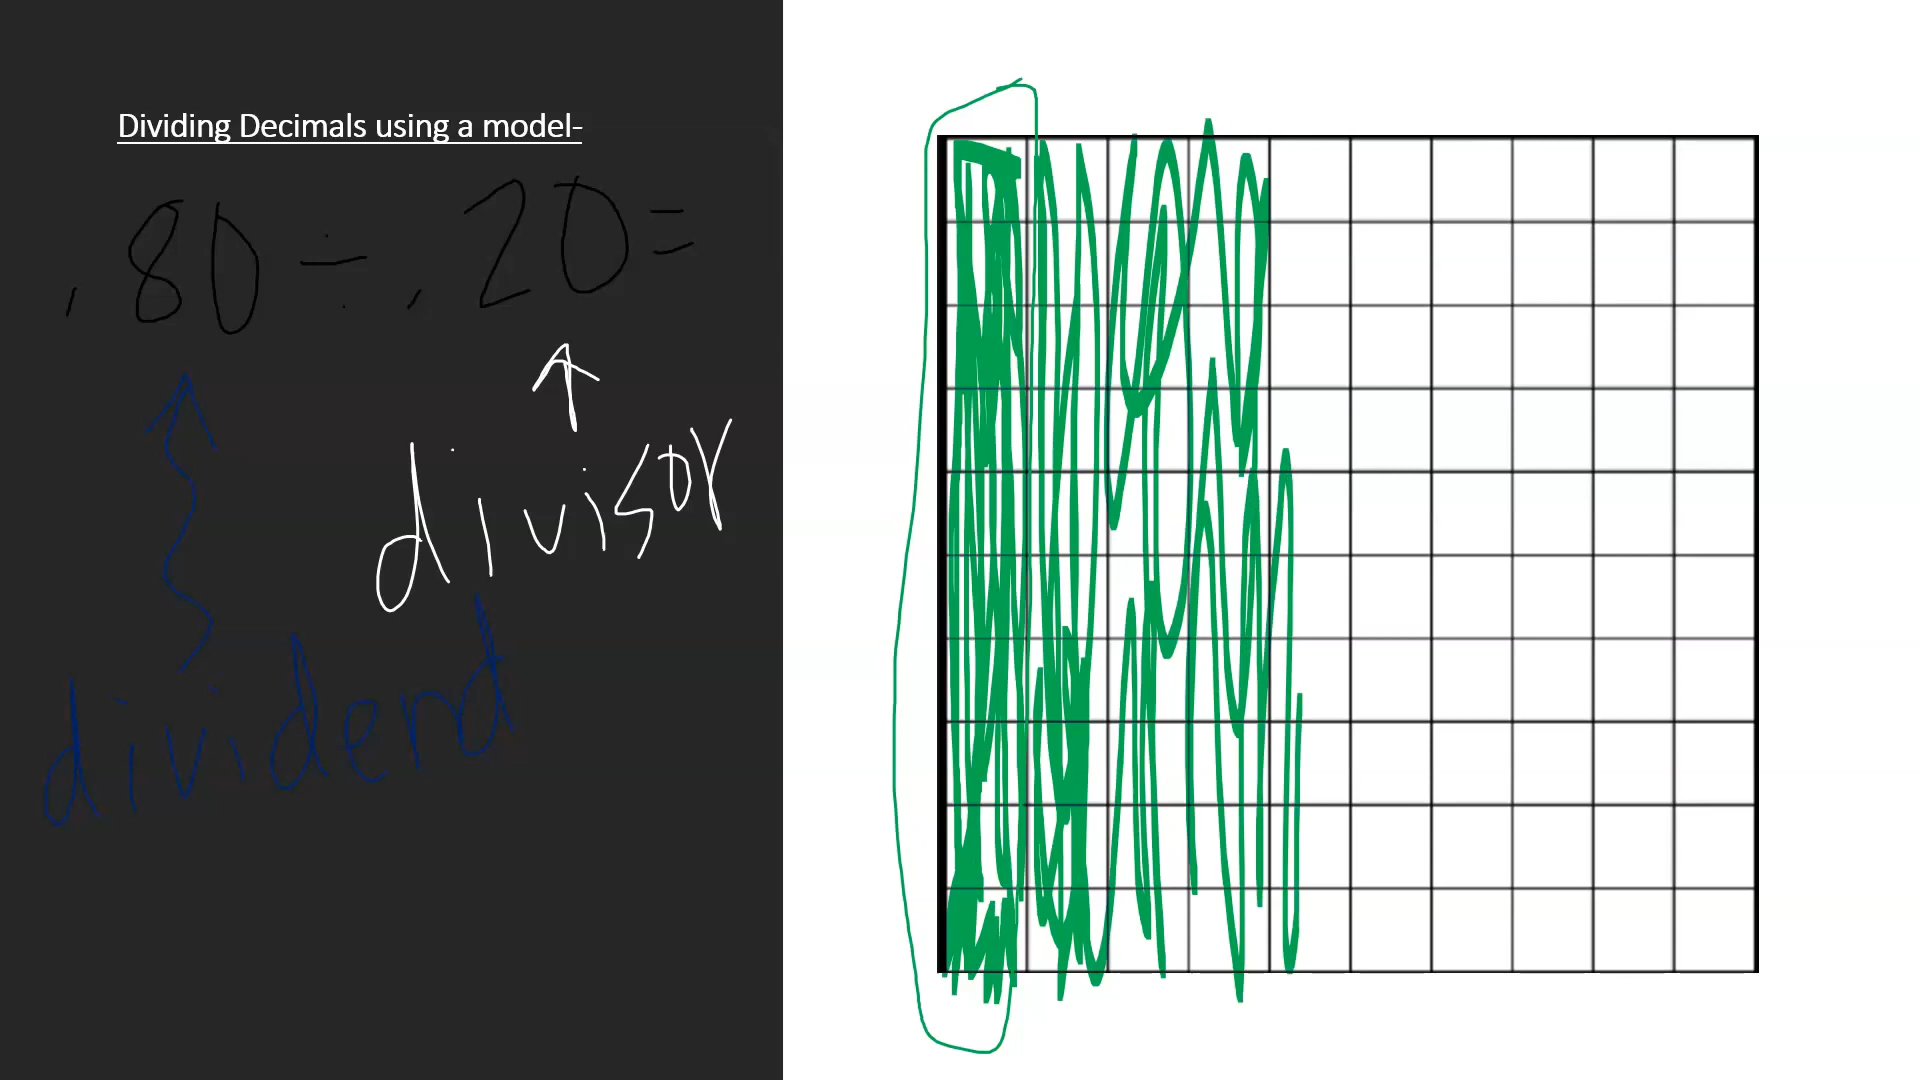 Dividing Decimals using a model-
.80 ÷ .20 =
divisor
dividend